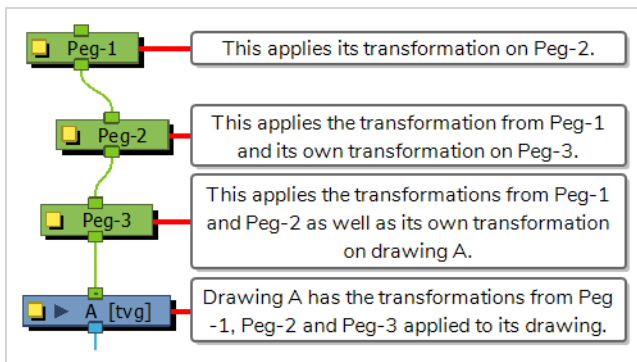 Peg-1
This applies its transformation on Peg-2.
Peg-2
This applies the transformation from Peg-1
and its own transformation on Peg-3.
Peg-3
This applies the transformations from Peg-1
and Peg-2 as well as its own transformation
on drawing A.
A [tvg]
Drawing A has the transformations from Peg
-1, Peg-2 and Peg-3 applied to its drawing.